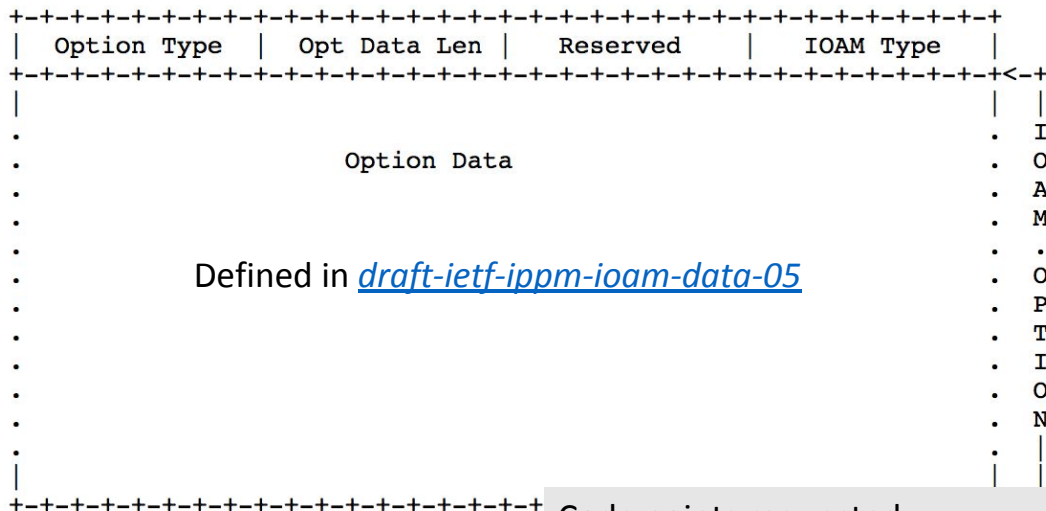 +-+-+-+-+-+-+-+-+-+-+-+-+-+-+-+-+-+-+-+-+-+-+-+-+-+-+-+-+-+-+-+-+
|  Option Type  |  Opt Data Len |   Reserved    |   IOAM Type   |
+-+-+-+-+-+-+-+-+-+-+-+-+-+-+-+-+-+-+-+-+-+-+-+-+-+-+-+-+-+-+-+-+<-+
|                                                               |  |
.                                                               .  I
.                     Option Data                               .  O
.                                                               .  A
.                                                               .  M
.                                                               .  .
.            Defined in draft-ietf-ippm-ioam-data-05            .  O
.                                                               .  P
.                                                               .  T
.                                                               .  I
.                                                               .  O
.                                                               .  N
.                                                               .  |
|                                                               |  |
+-+-+-+-+-+-+-+-+-+-+-+-+-+-+-+-+-+